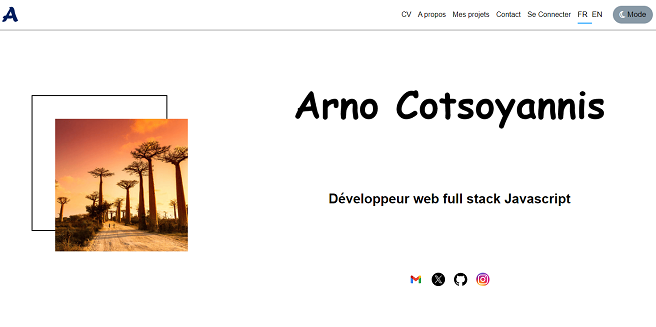 A
CV A propos Mes projets Contact Se Connecter FR EN Mode
Arno Cotsoyannis
Développeur web full stack Javascript